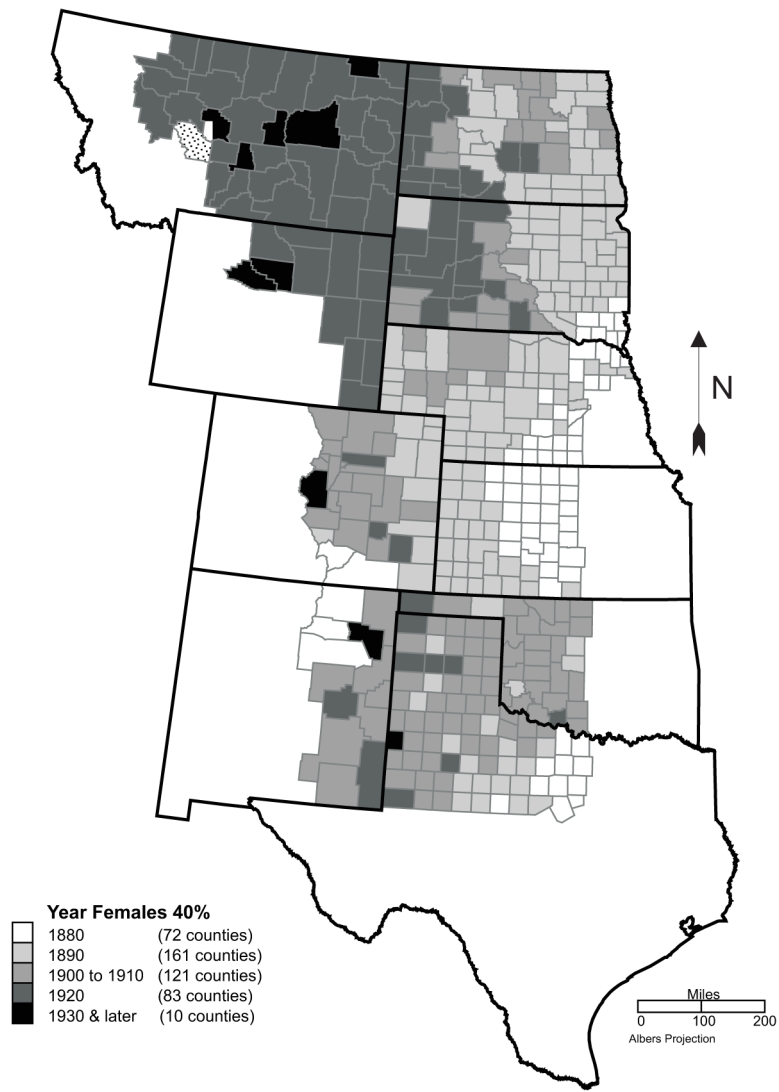 N
Year Females 40%
1880 (72 counties)
1890 (161 counties)
1900 to 1910 (121 counties)
1920 (83 counties)
1930 & later (10 counties)
Miles
0 100 200
Albers Projection